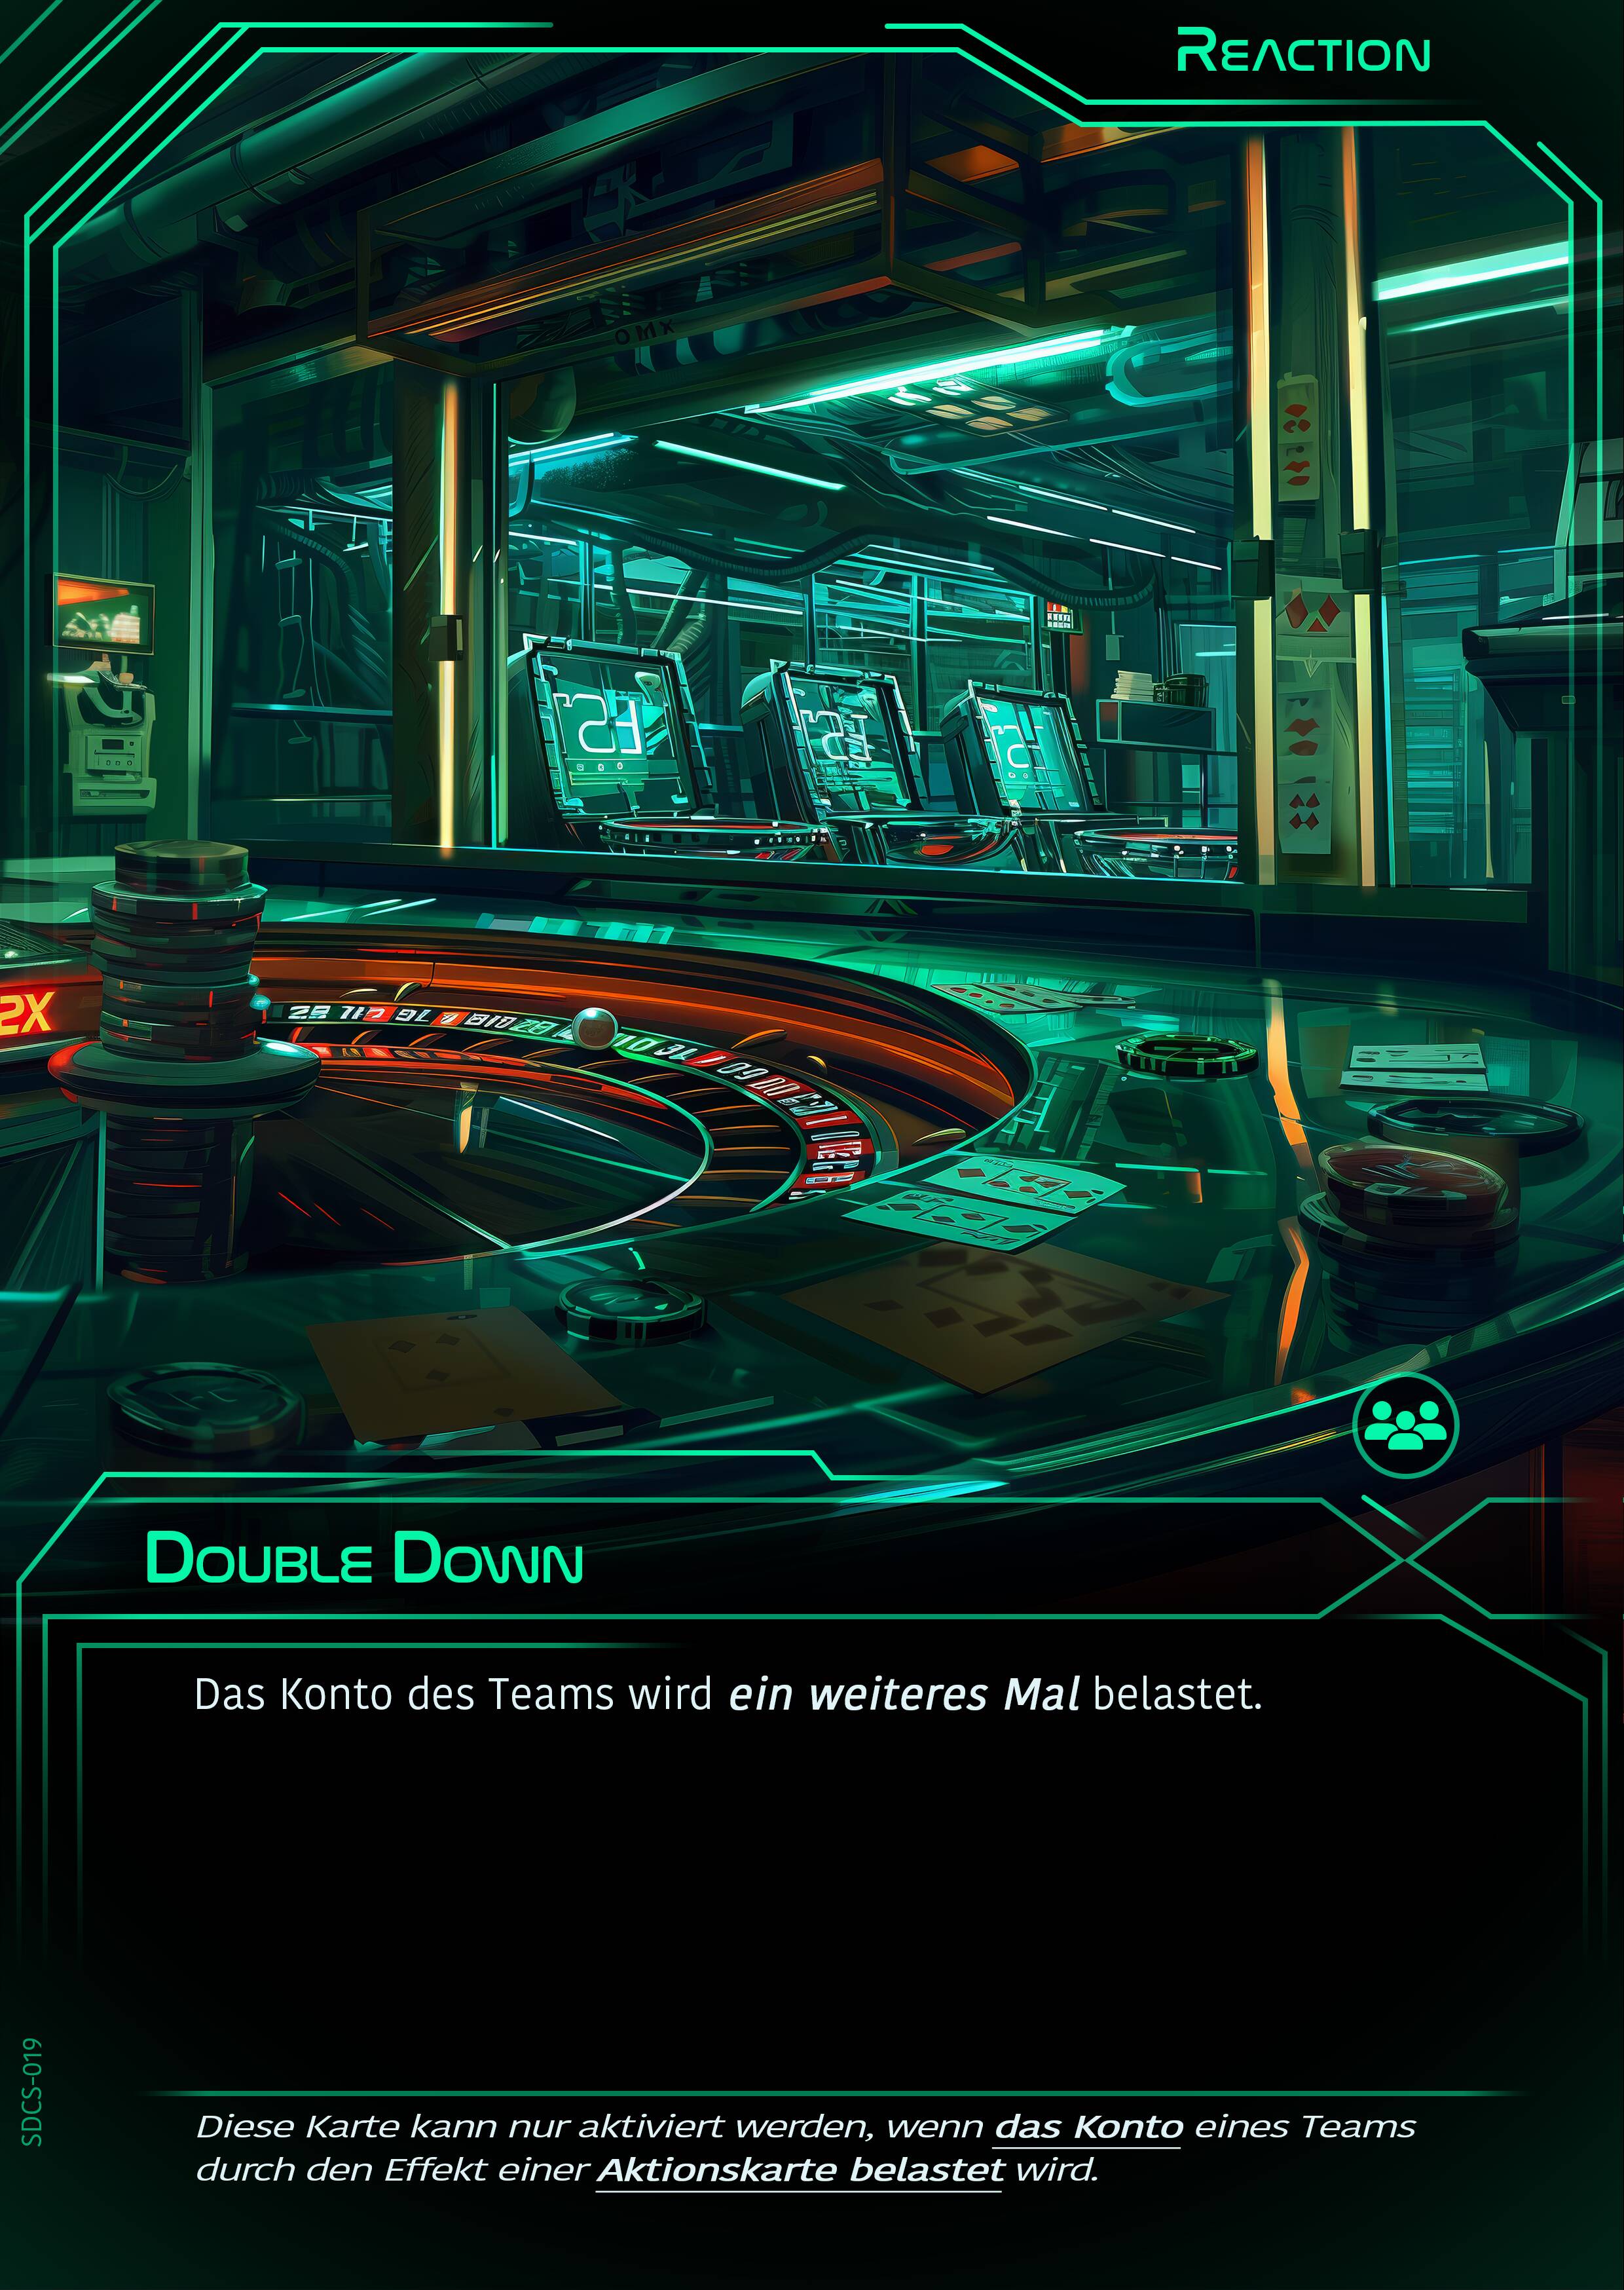 REACTION
2X
DOUBLE DOWN
Das Konto des Teams wird ein weiteres Mal belastet.
SDCS-019
Diese Karte kann nur aktiviert werden, wenn das Konto eines Teams
durch den Effekt einer Aktionskarte belastet wird.